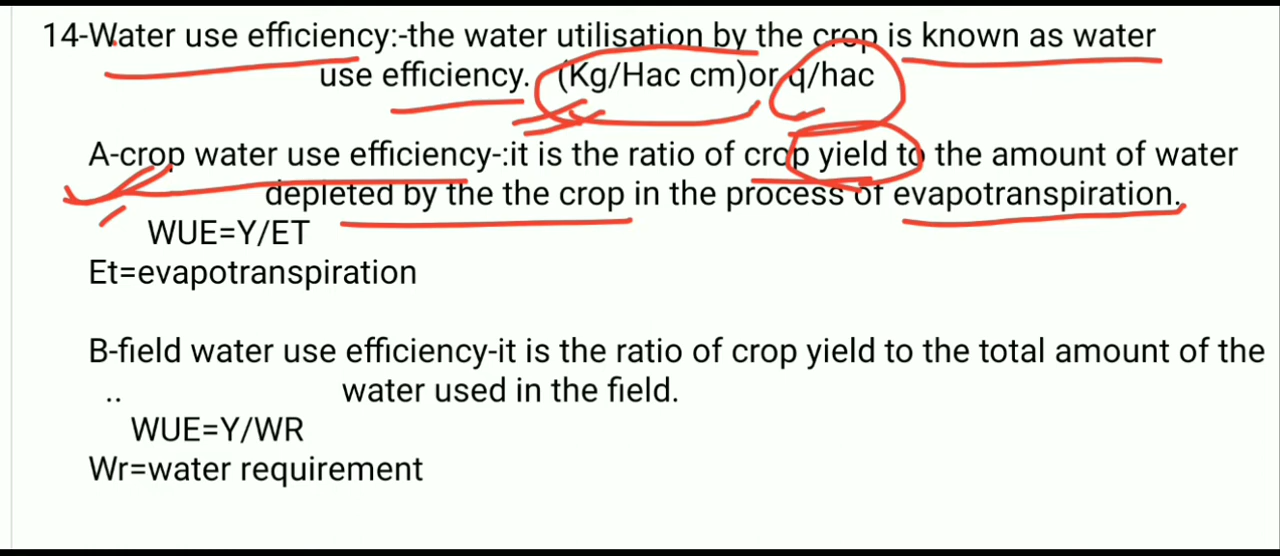 14-Water use efficiency:-the water utilisation by the crop is known as water
use efficiency. (Kg/Hac cm)or q/hac
A-crop water use efficiency-:it is the ratio of crop yield to the amount of water
depleted by the the crop in the process of evapotranspiration.
WUE=Y/ET
Et=evapotranspiration
B-field water use efficiency-it is the ratio of crop yield to the total amount of the
.. water used in the field.
WUE=Y/WR
Wr=water requirement